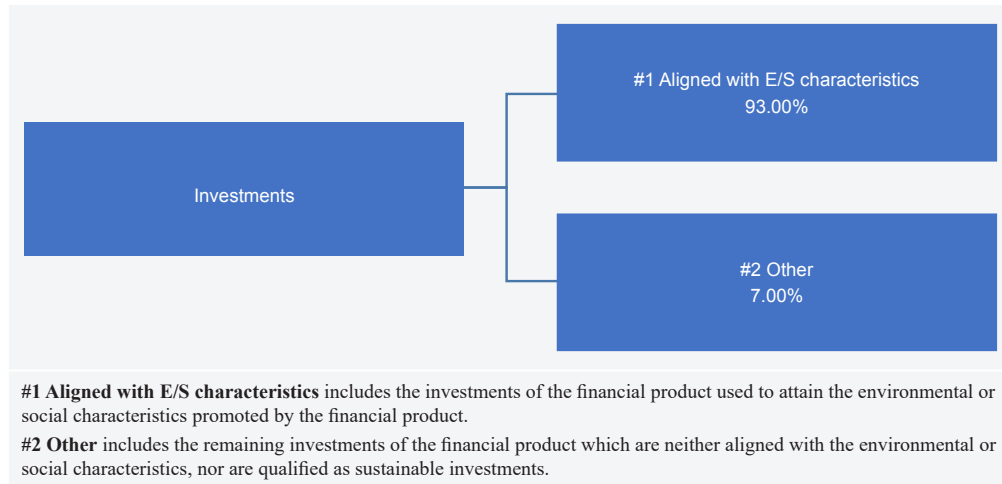 #1 Aligned with E/S characteristics
93.00%
Investments
#2 Other
7.00%
#1 Aligned with E/S characteristics includes the investments of the financial product used to attain the environmental or
social characteristics promoted by the financial product.
#2 Other includes the remaining investments of the financial product which are neither aligned with the environmental or
social characteristics, nor are qualified as sustainable investments.